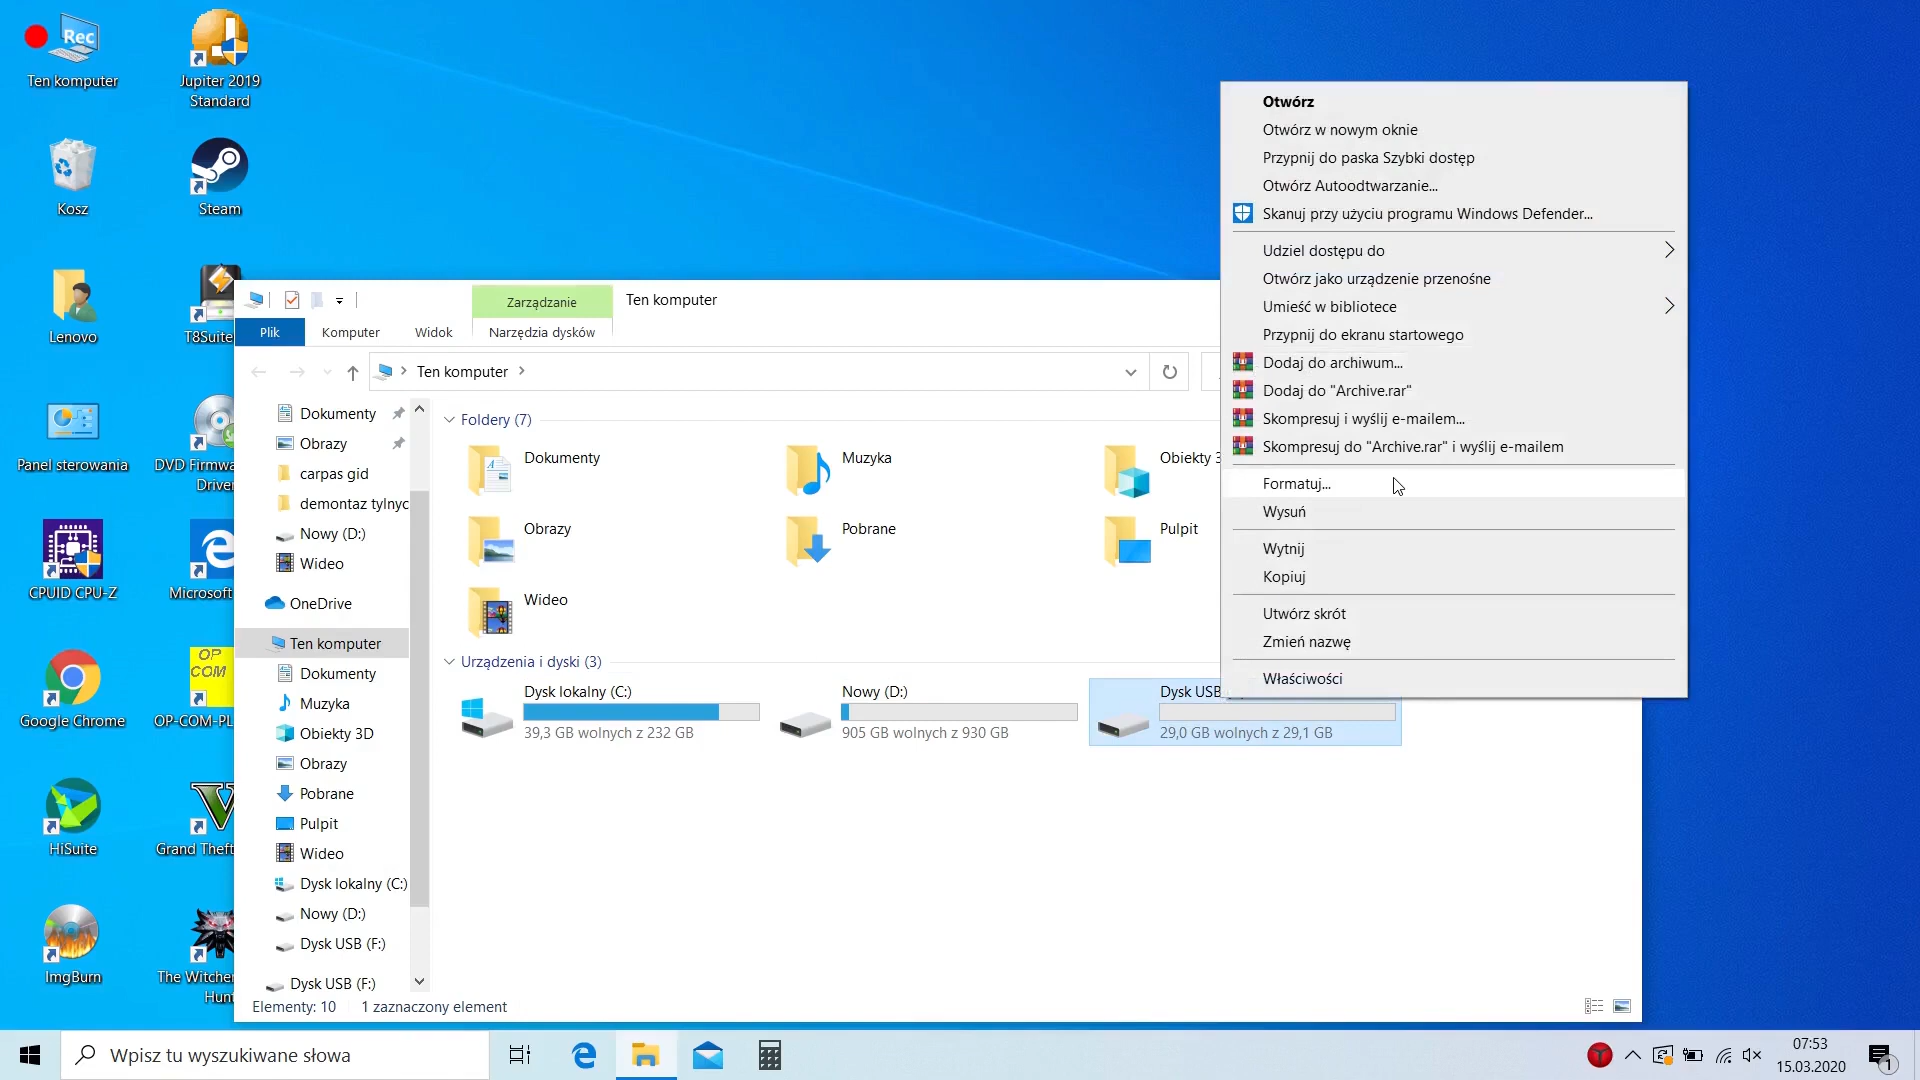 Rec
Ten komputer
Jupiter 2019
Standard
Kosz
Steam
Lenovo
T8Suite
Panel sterowania
DVD Firmwa
Driver
CPUID CPU-Z
Microsoft
Google Chrome
OP
COM
OP-COM-PL
HiSuite
Grand Theft
ImgBurn
The Witcher
Hunt
Zarządzanie
Ten komputer
Plik
Komputer
Widok
Narzędzia dysków
Ten komputer
Dokumenty
Obrazy
carpas gid
demontaz tylnyc
Nowy (D:)
Wideo
OneDrive
Ten komputer
Dokumenty
Muzyka
Obiekty 3D
Obrazy
Pobrane
Pulpit
Wideo
Dysk lokalny (C:)
Nowy (D:)
Dysk USB (F:)
Dysk USB (F:)
Foldery (7)
Dokumenty
Muzyka
Obiekty 3
Obrazy
Pobrane
Pulpit
Wideo
Urządzenia i dyski (3)
Dysk lokalny (C:)
39,3 GB wolnych z 232 GB
Nowy (D:)
905 GB wolnych z 930 GB
Dysk USB
29,0 GB wolnych z 29,1 GB
Elementy: 10
1 zaznaczony element
Otwórz
Otwórz w nowym oknie
Przypnij do paska Szybki dostęp
Otwórz Autoodtwarzanie...
Skanuj przy użyciu programu Windows Defender...
Udziel dostępu do
Otwórz jako urządzenie przenośne
Umieść w bibliotece
Przypnij do ekranu startowego
Dodaj do archiwum...
Dodaj do "Archive.rar"
Skompresuj i wyślij e-mailem...
Skompresuj do "Archive.rar" i wyślij e-mailem
Formatuj...
Wysuń
Wytnij
Kopiuj
Utwórz skrót
Zmień nazwę
Właściwości
Wpisz tu wyszukiwane słowa
07:53
15.03.2020
1